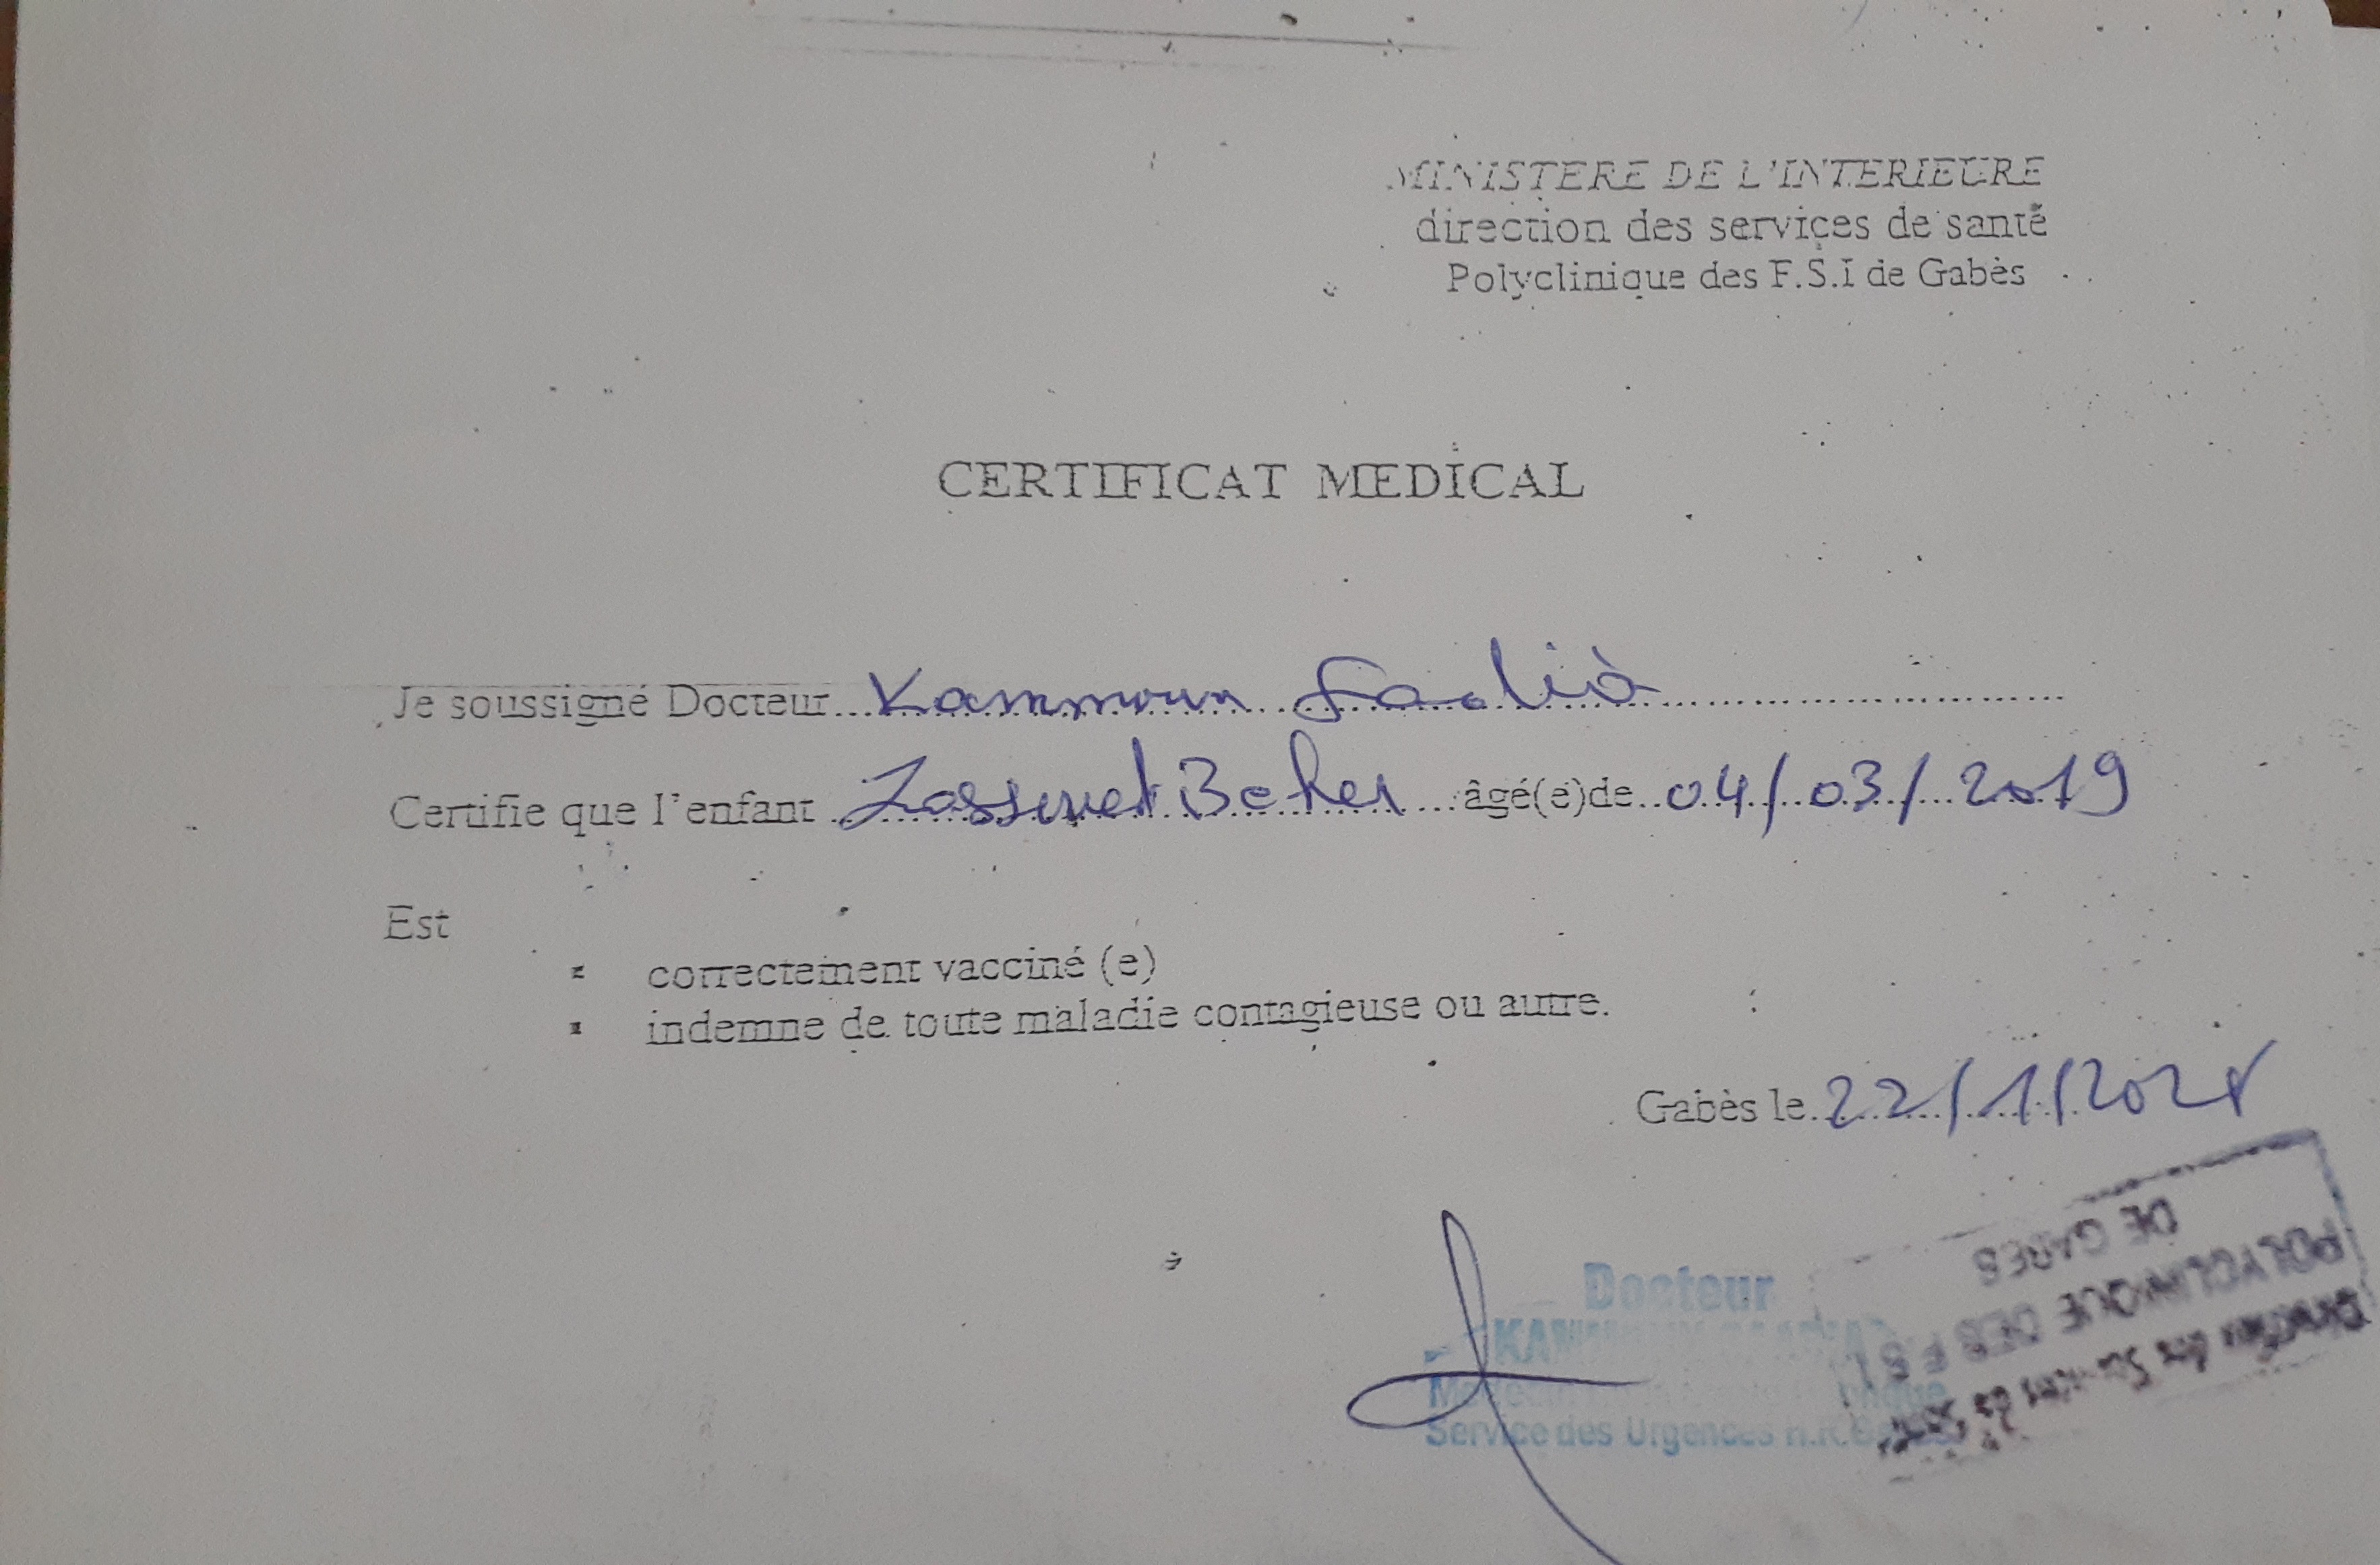 MINISTERE DE L'INTERIEURE
direction des services de santé
Polyclinique des F.S.I de Gabès
CERTIFICAT MEDICAL
Je soussigné Docteur Kammoun
Certifie que l'enfant âgé(e)de 04/03/2019
Est
correctement vacciné (e)
indemne de toute maladie contagieuse ou autre.
Gabès le 22/1/202
Docteur
Service des Urgences
DE GABES
POLYCLINIQUE DES FSI